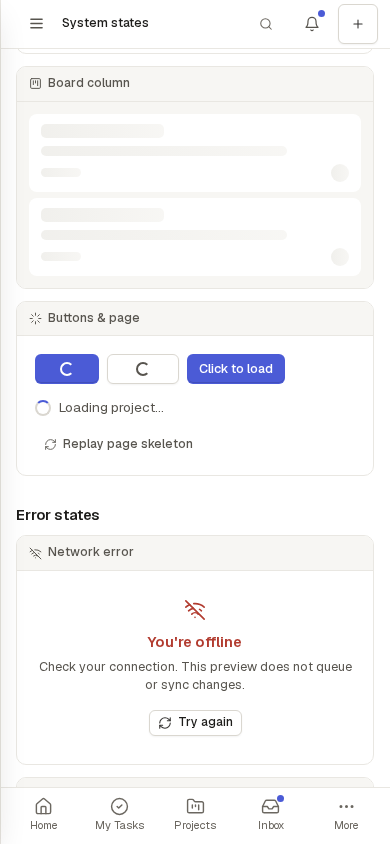 System states
Board column
Buttons & page
Click to load
Loading project...
Replay page skeleton
Error states
Network error
You're offline
Check your connection. This preview does not queue
or sync changes.
Try again
Home
My Tasks
Projects
Inbox
More